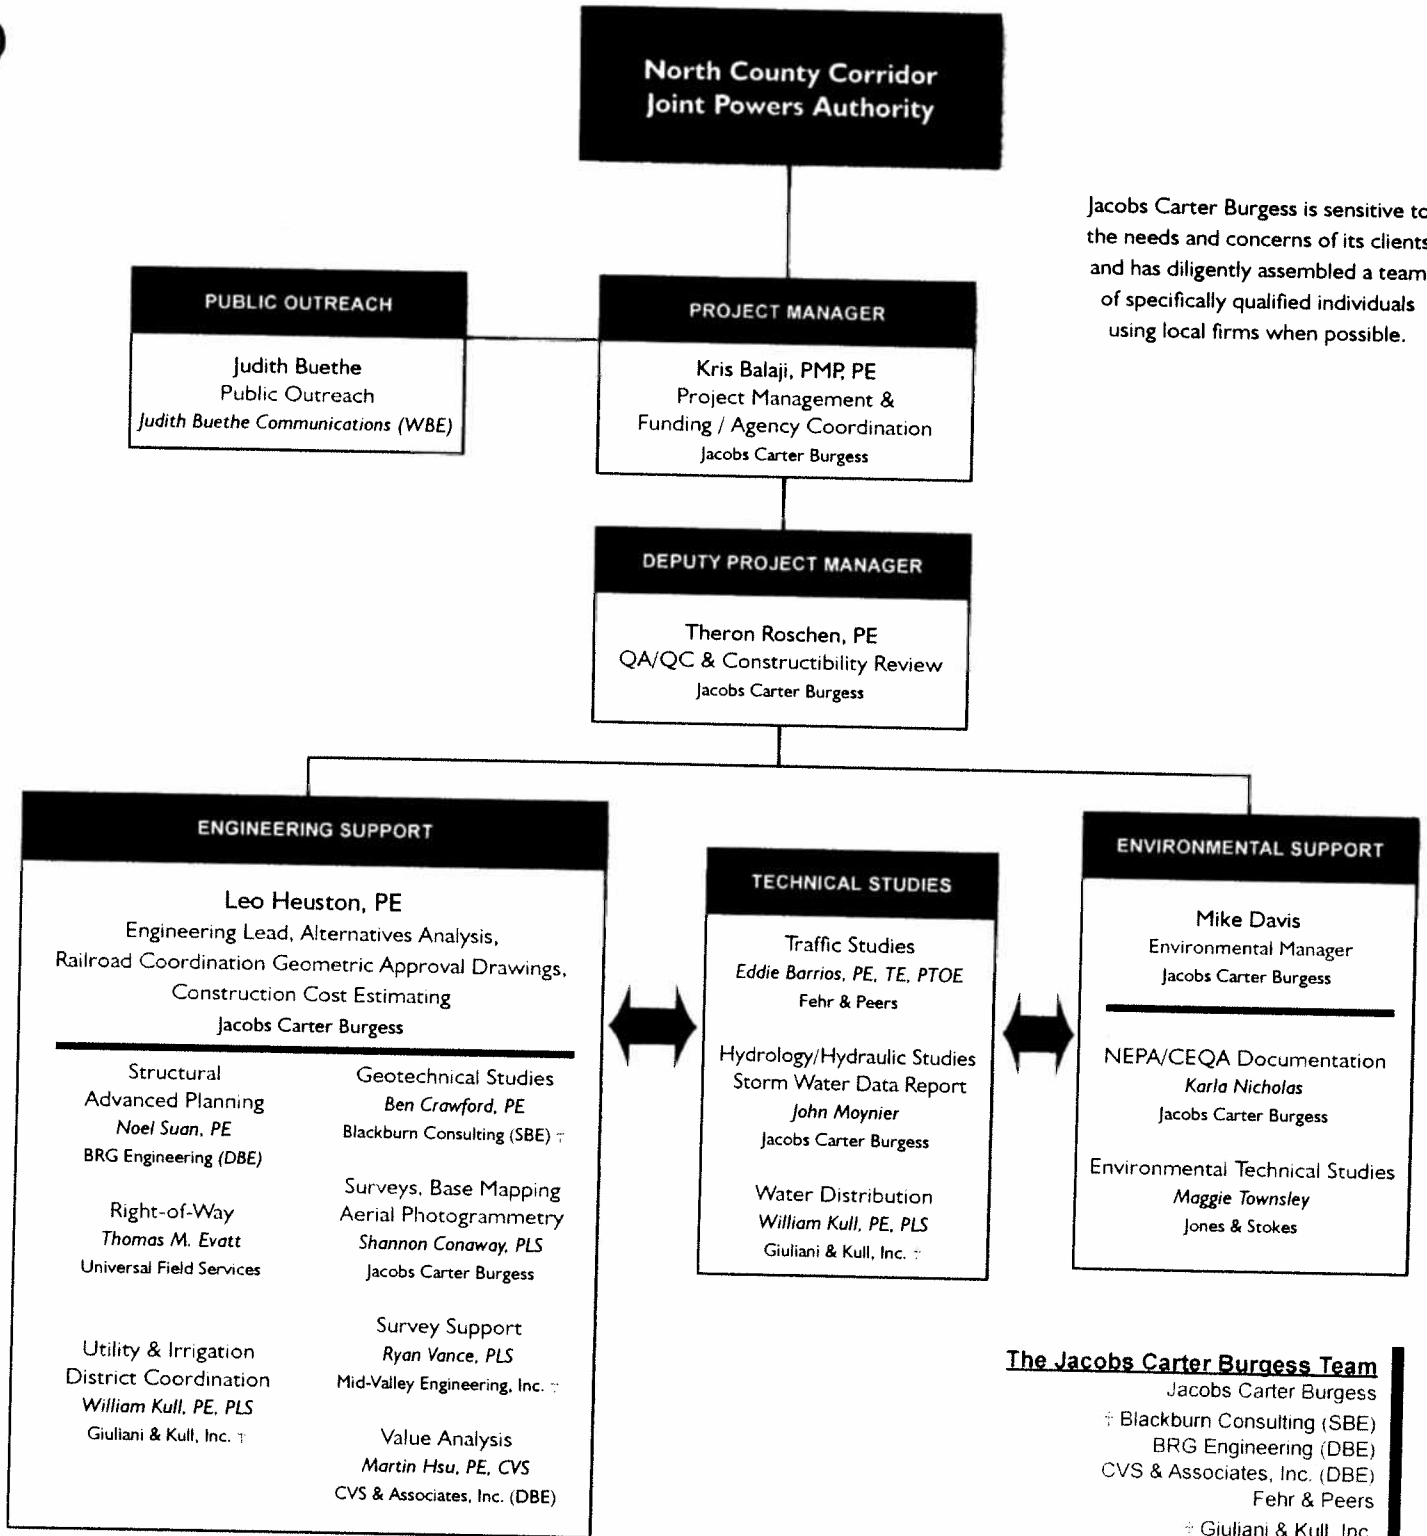 North County Corridor
Joint Powers Authority
Jacobs Carter Burgess is sensitive to
the needs and concerns of its clients
and has diligently assembled a team
of specifically qualified individuals
using local firms when possible.
PUBLIC OUTREACH
Judith Buethe
Public Outreach
Judith Buethe Communications (WBE)
PROJECT MANAGER
Kris Balaji, PMP, PE
Project Management &
Funding / Agency Coordination
Jacobs Carter Burgess
DEPUTY PROJECT MANAGER
Theron Roschen, PE
QA/QC & Constructibility Review
Jacobs Carter Burgess
ENGINEERING SUPPORT
Leo Heuston, PE
Engineering Lead, Alternatives Analysis,
Railroad Coordination Geometric Approval Drawings,
Construction Cost Estimating
Jacobs Carter Burgess
Structural
Advanced Planning
Noel Suan, PE
BRG Engineering (DBE)
Right-of-Way
Thomas M. Evatt
Universal Field Services
Utility & Irrigation
District Coordination
William Kull, PE, PLS
Giuliani & Kull, Inc. †
Geotechnical Studies
Ben Crawford, PE
Blackburn Consulting (SBE) †
Surveys, Base Mapping
Aerial Photogrammetry
Shannon Conaway, PLS
Jacobs Carter Burgess
Survey Support
Ryan Vance, PLS
Mid-Valley Engineering, Inc. †
Value Analysis
Martin Hsu, PE, CVS
CVS & Associates, Inc. (DBE)
TECHNICAL STUDIES
Traffic Studies
Eddie Barrios, PE, TE, PTOE
Fehr & Peers
Hydrology/Hydraulic Studies
Storm Water Data Report
John Moynier
Jacobs Carter Burgess
Water Distribution
William Kull, PE, PLS
Giuliani & Kull, Inc. †
ENVIRONMENTAL SUPPORT
Mike Davis
Environmental Manager
Jacobs Carter Burgess
NEPA/CEQA Documentation
Karla Nicholas
Jacobs Carter Burgess
Environmental Technical Studies
Maggie Townsley
Jones & Stokes
The Jacobs Carter Burgess Team
Jacobs Carter Burgess
† Blackburn Consulting (SBE)
BRG Engineering (DBE)
CVS & Associates, Inc. (DBE)
Fehr & Peers
† Giuliani & Kull, Inc.